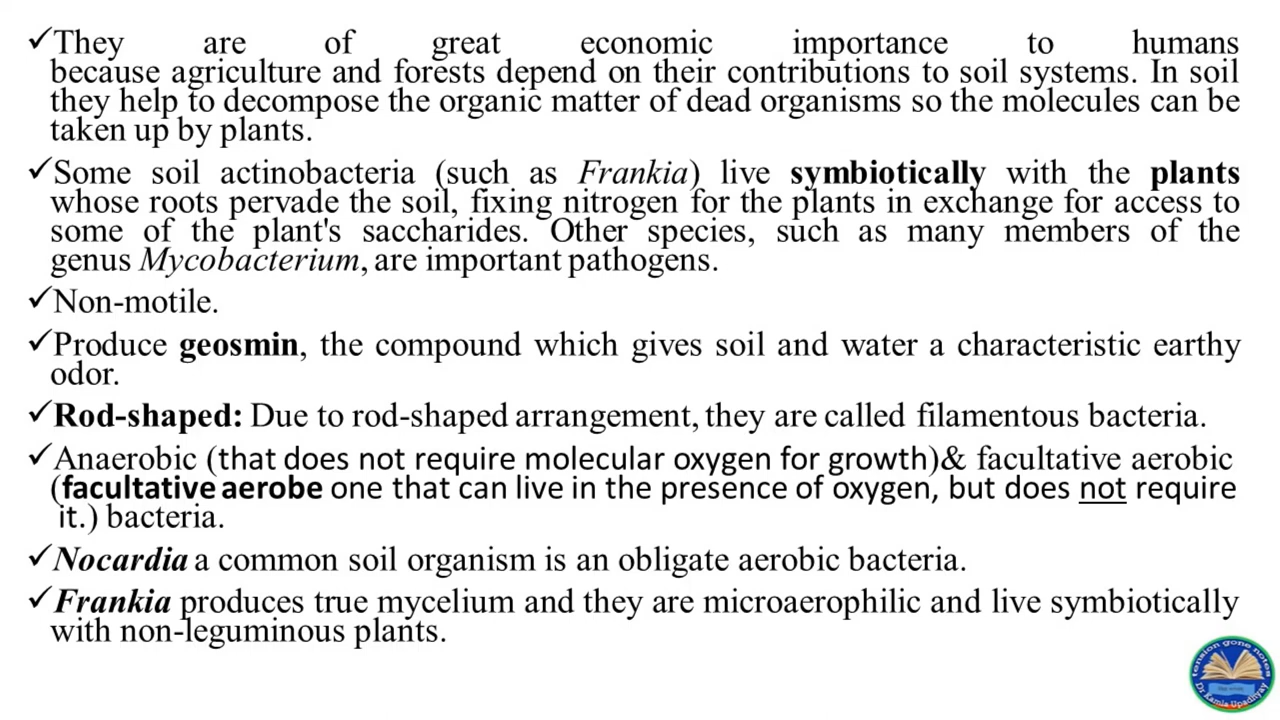 ✓They are of great economic importance to humans
because agriculture and forests depend on their contributions to soil systems. In soil
they help to decompose the organic matter of dead organisms so the molecules can be
taken up by plants.
✓Some soil actinobacteria (such as Frankia) live symbiotically with the plants
whose roots pervade the soil, fixing nitrogen for the plants in exchange for access to
some of the plant's saccharides. Other species, such as many members of the
genus Mycobacterium, are important pathogens.
✓Non-motile.
✓Produce geosmin, the compound which gives soil and water a characteristic earthy
odor.
✓Rod-shaped: Due to rod-shaped arrangement, they are called filamentous bacteria.
✓Anaerobic (that does not require molecular oxygen for growth)& facultative aerobic
(facultative aerobe one that can live in the presence of oxygen, but does not require
it.) bacteria.
✓Nocardia a common soil organism is an obligate aerobic bacteria.
✓Frankia produces true mycelium and they are microaerophilic and live symbiotically
with non-leguminous plants.
tension gone notes
Dr Kamla Upadhyay